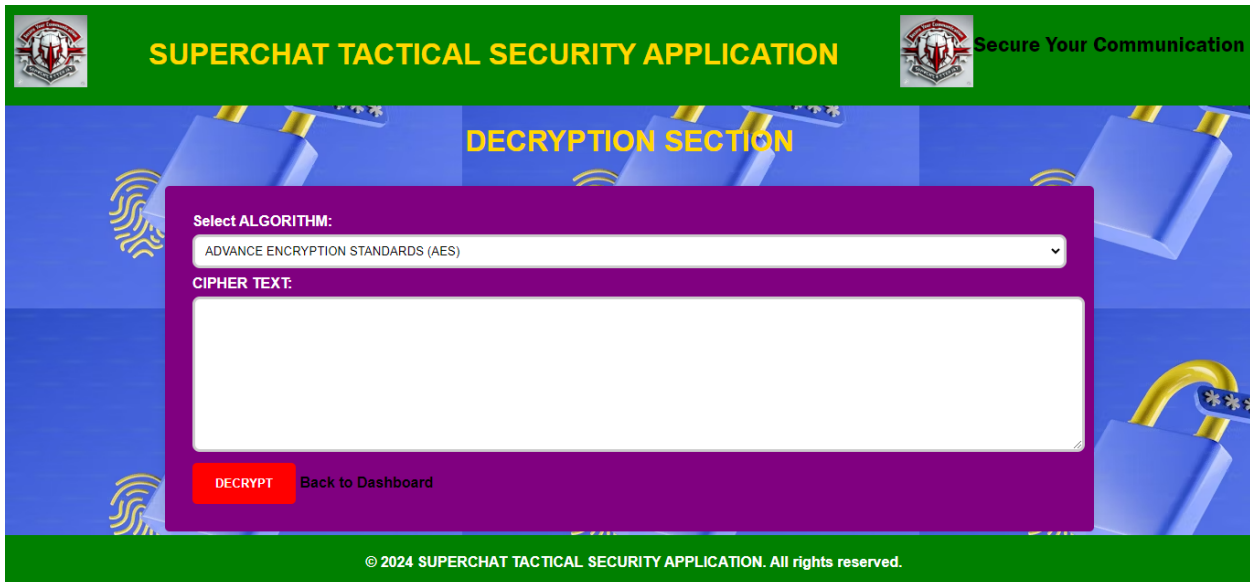 SUPERCHAT TACTICAL SECURITY APPLICATION
Secure Your Communication
DECRYPTION SECTION
Select ALGORITHM:
ADVANCE ENCRYPTION STANDARDS (AES)
CIPHER TEXT:
DECRYPT Back to Dashboard
© 2024 SUPERCHAT TACTICAL SECURITY APPLICATION. All rights reserved.